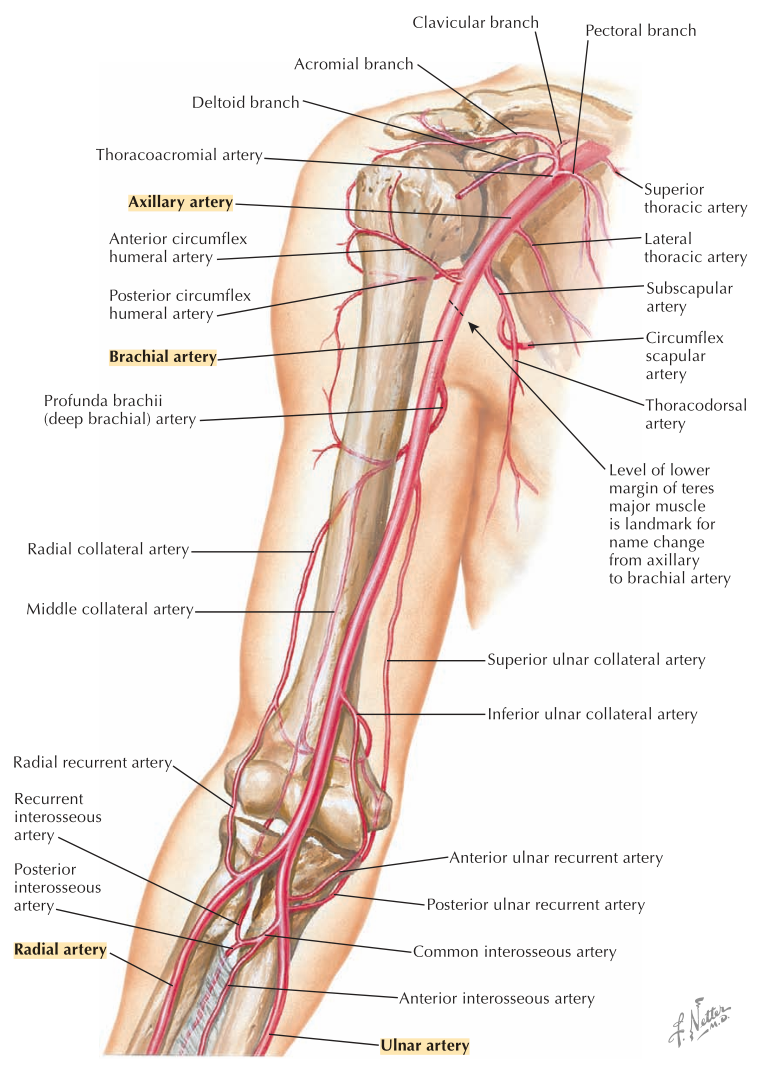 Clavicular branch
Pectoral branch
Acromial branch
Deltoid branch
Thoracoacromial artery
Axillary artery
Anterior circumflex
humeral artery
Posterior circumflex
humeral artery
Brachial artery
Profunda brachii
(deep brachial) artery
Radial collateral artery
Middle collateral artery
Radial recurrent artery
Recurrent
interosseous
artery
Posterior
interosseous
artery
Radial artery
Superior
thoracic artery
Lateral
thoracic artery
Subscapular
artery
Circumflex
scapular
artery
Thoracodorsal
artery
Level of lower
margin of teres
major muscle
is landmark for
name change
from axillary
to brachial artery
Superior ulnar collateral artery
Inferior ulnar collateral artery
Anterior ulnar recurrent artery
Posterior ulnar recurrent artery
Common interosseous artery
Anterior interosseous artery
Ulnar artery
F. Netter
M.D.